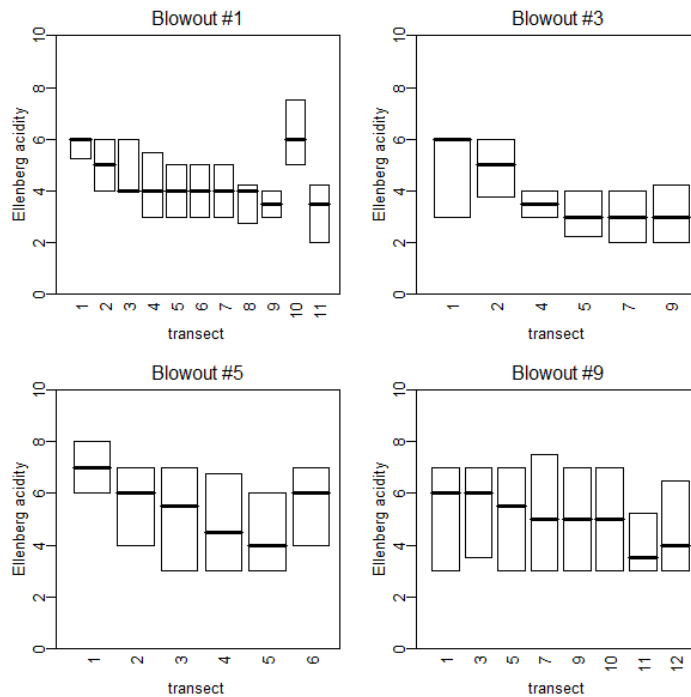 Blowout #1
Ellenberg acidity
0 2 4 6 8 10
1 2 3 4 5 6 7 8 9 10 11
transect
Blowout #3
Ellenberg acidity
0 2 4 6 8 10
1 2 4 5 7 9
transect
Blowout #5
Ellenberg acidity
0 2 4 6 8 10
1 2 3 4 5 6
transect
Blowout #9
Ellenberg acidity
0 2 4 6 8 10
1 3 5 7 9 10 11 12
transect